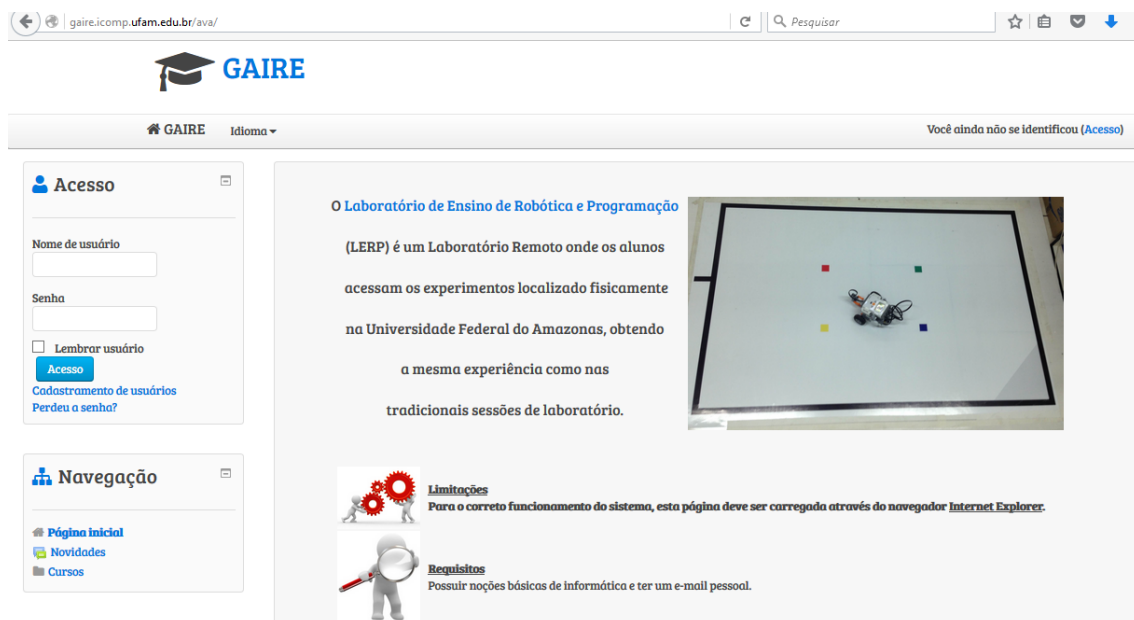 gaire.icomp.ufam.edu.br/ava/
Pesquisar
GAIRE
GAIRE
Idioma
Você ainda não se identificou (Acesso)
Acesso
Nome de usuário
Senha
Lembrar usuário
Acesso
Cadastramento de usuários
Perdeu a senha?
Navegação
Página inicial
Novidades
Cursos
O Laboratório de Ensino de Robótica e Programação
(LERP) é um Laboratório Remoto onde os alunos
acessam os experimentos localizado fisicamente
na Universidade Federal do Amazonas, obtendo
a mesma experiência como nas
tradicionais sessões de laboratório.
Limitações
Para o correto funcionamento do sistema, esta página deve ser carregada através do navegador Internet Explorer.
Requisitos
Possuir noções básicas de informática e ter um e-mail pessoal.